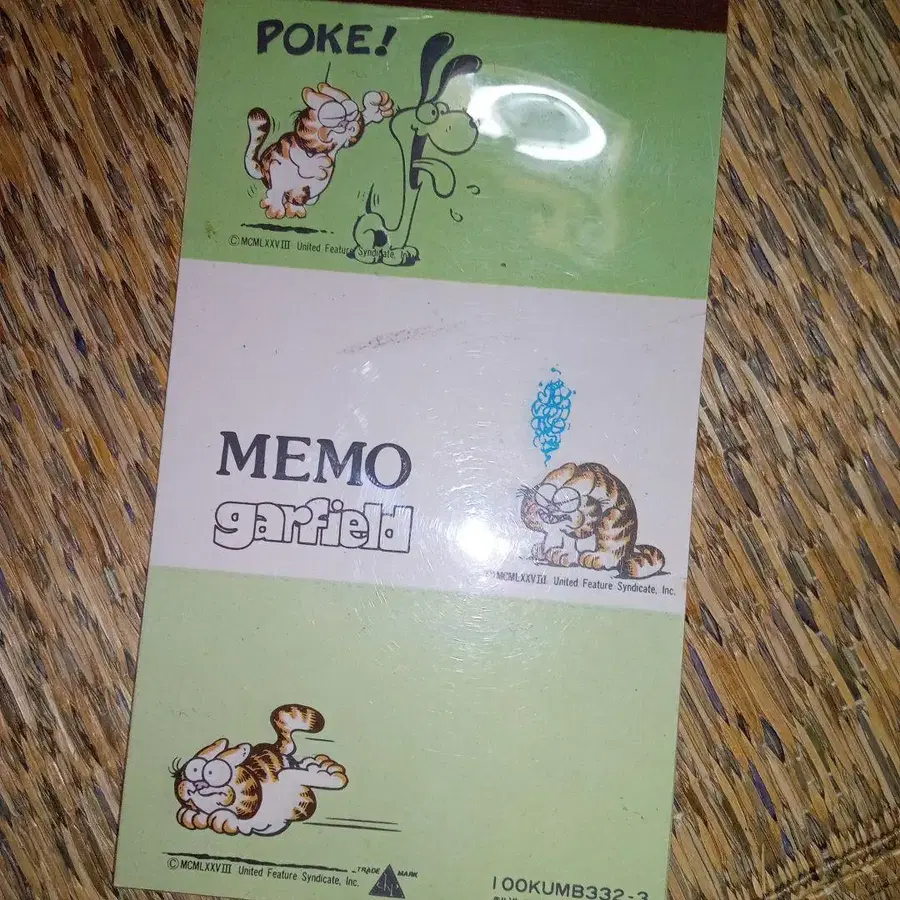 POKE!
© MCMLXXVIII United Feature Syndicate, Inc.
MEMO
garfield
© MCMLXXVIII United Feature Syndicate, Inc.
© MCMLXXVIII United Feature Syndicate, Inc.
TRADE MARK
100KUMB332-3